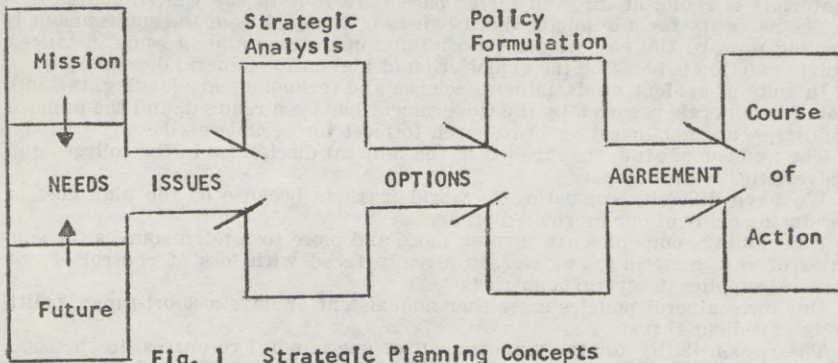 Strategic Analysis
Policy Formulation
Mission
Course
NEEDS ISSUES OPTIONS AGREEMENT of
Action
Future
Fig. 1 Strategic Planning Concepts